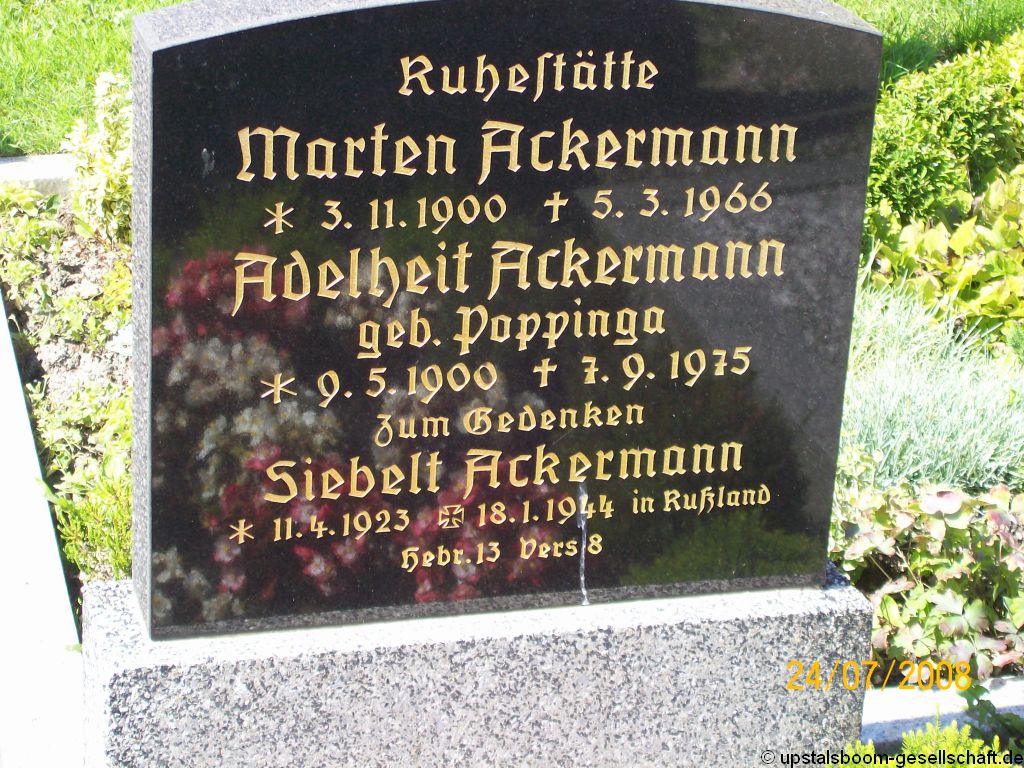 Ruheſtätte
Marten Ackermann
* 3. 11. 1900 † 5. 3. 1966
Adelheit Ackermann
geb. Poppinga
* 9. 5. 1900 † 7. 9. 1975
Zum Gedenken
Siebelt Ackermann
* 11. 4. 1923 ✠ 18. 1. 1944 in Rußland
Hebr. 13 Vers 8
24/07/2008
© upstalsboom-gesellschaft.de